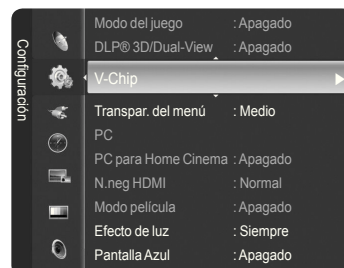 Configuración
Modo del juego : Apagado
DLP® 3D/Dual-View : Apagado
V-Chip
Transpar. del menú : Medio
PC
PC para Home Cinema : Apagado
N.neg HDMI : Normal
Modo película : Apagado
Efecto de luz : Siempre
Pantalla Azul : Apagado